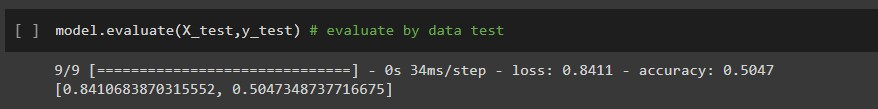 [ ] model.evaluate(X_test,y_test) # evaluate by data test
9/9 [==============================] - 0s 34ms/step - loss: 0.8411 - accuracy: 0.5047
[0.8410683870315552, 0.5047348737716675]